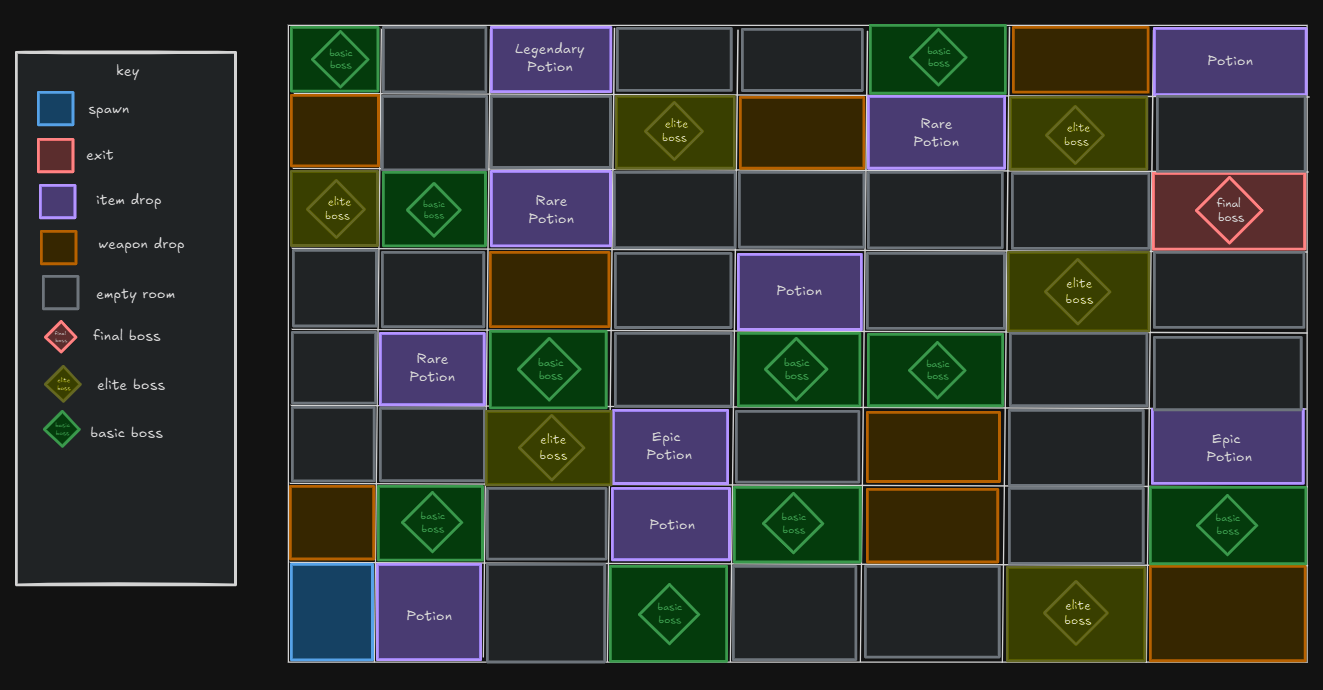 key
spawn
exit
item drop
weapon drop
empty room
final
boss
final boss
elite
boss
elite boss
basic
boss
basic boss
basic
boss
Legendary
Potion
basic
boss
Potion
elite
boss
Rare
Potion
elite
boss
elite
boss
basic
boss
Rare
Potion
final
boss
Potion
elite
boss
Rare
Potion
basic
boss
basic
boss
basic
boss
elite
boss
Epic
Potion
Epic
Potion
basic
boss
Potion
basic
boss
basic
boss
Potion
basic
boss
elite
boss